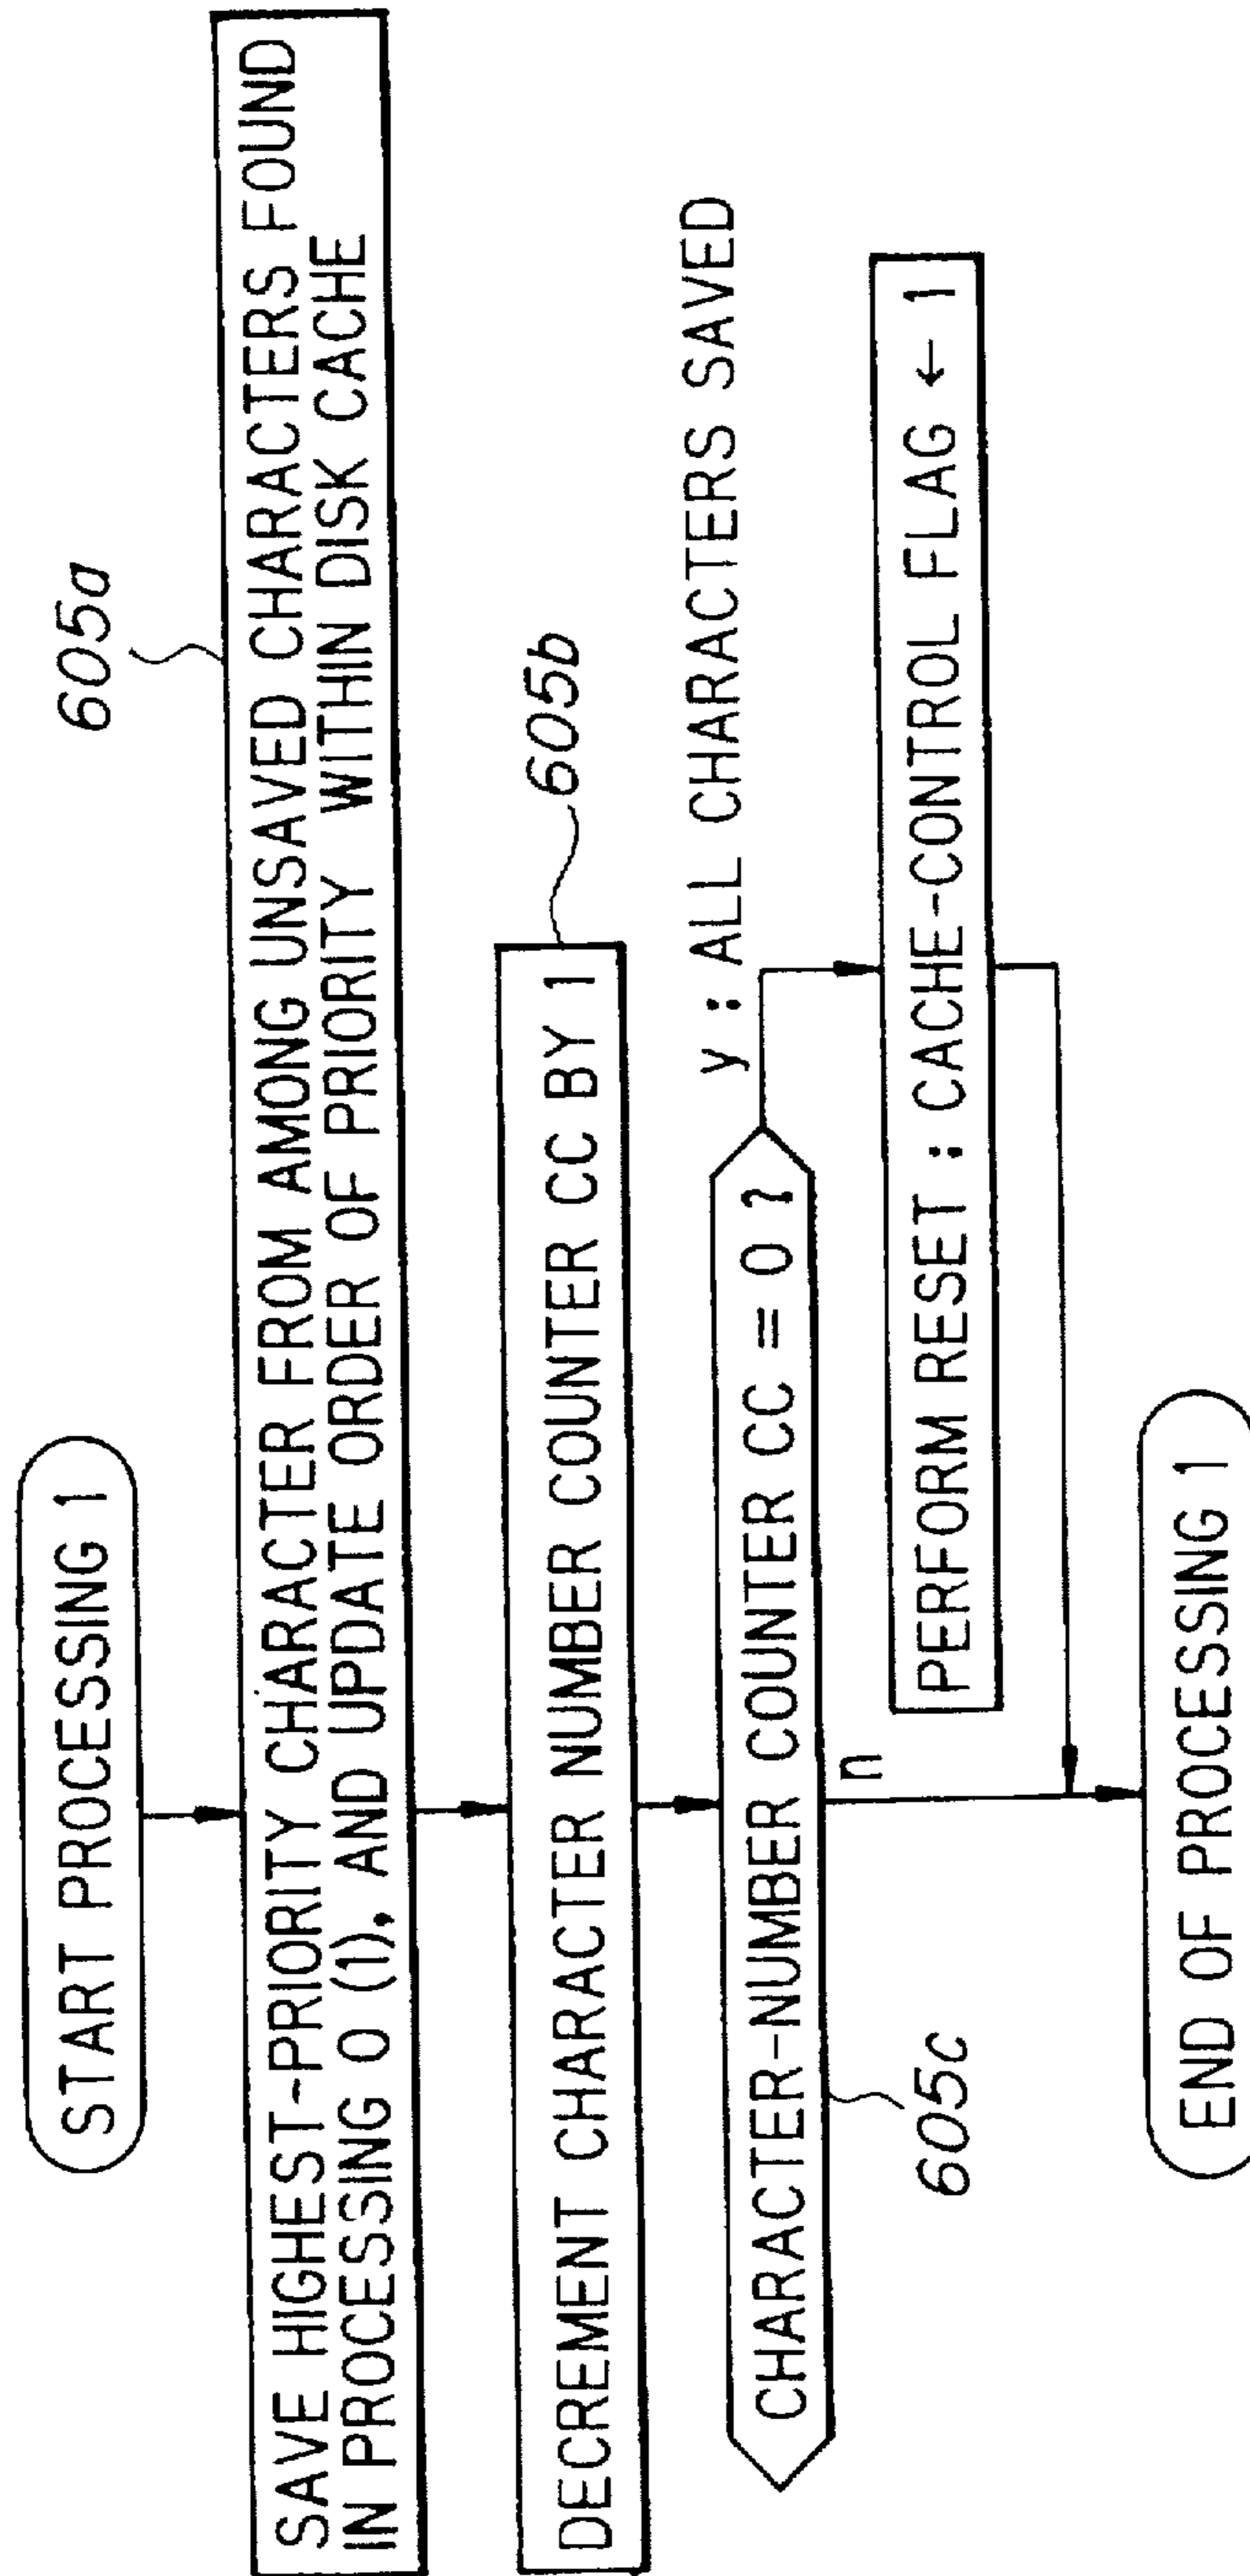 START PROCESSING 1
605a
SAVE HIGHEST-PRIORITY CHARACTER FROM AMONG UNSAVED CHARACTERS FOUND
IN PROCESSING 0 (1), AND UPDATE ORDER OF PRIORITY WITHIN DISK CACHE
605b
DECREMENT CHARACTER NUMBER COUNTER CC BY 1
y : ALL CHARACTERS SAVED
CHARACTER-NUMBER COUNTER CC = 0 ?
605c
n
PERFORM RESET : CACHE-CONTROL FLAG ← 1
END OF PROCESSING 1